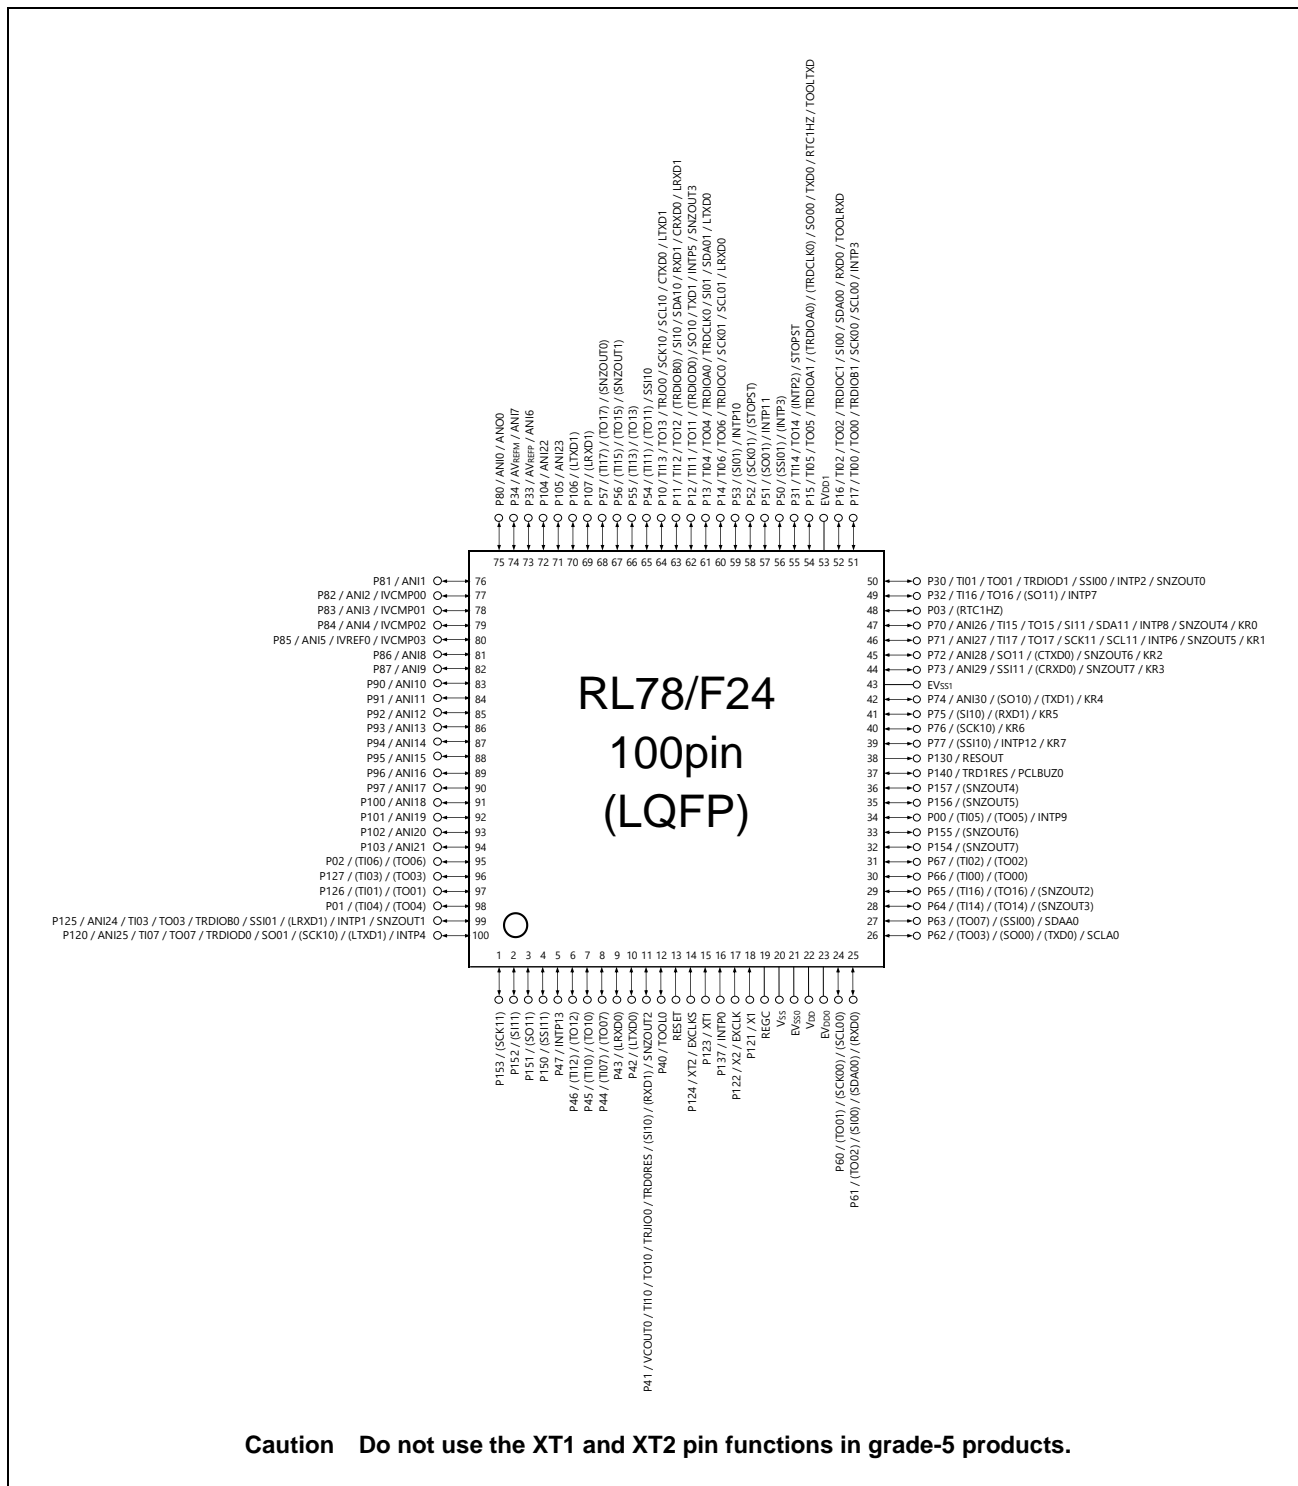 P80 / ANI0 / ANO0
P34 / AVREFM / ANI7
P33 / AVREFP / ANI6
P104 / ANI22
P105 / ANI23
P106 / (LTXD1)
P107 / (LRXD1)
P57 / (TI17) / (TO17) / (SNZOUT0)
P56 / (TI15) / (TO15) / (SNZOUT1)
P55 / (TI13) / (TO13)
P54 / (TI11) / (TO11) / SSI10
P10 / TI13 / TO13 / TRJO0 / SCK10 / SCL10 / CTXD0 / LTXD1
P11 / TI12 / TO12 / (TRDIOB0) / SI10 / SDA10 / RXD1 / CRXD0 / LRXD1
P12 / TI11 / TO11 / (TRDIOD0) / SO10 / TXD1 / INTP5 / SNZOUT3
P13 / TI04 / TO04 / TRDIOA0 / TRDCLK0 / SI01 / SDA01 / LTXD0
P14 / TI06 / TO06 / TRDIOC0 / SCK01 / SCL01 / LRXD0
P53 / (SI01) / INTP10
P52 / (SCK01) / (STOPST)
P51 / (SO01) / INTP11
P50 / (SSI01) / (INTP3)
P31 / TI14 / TO14 / (INTP2) / STOPST
P15 / TI05 / TO05 / TRDIOA1 / (TRDIOA0) / (TRDCLK0) / SO00 / TXD0 / RTC1HZ / TOOLTXD
EVDD1
P16 / TI02 / TO02 / TRDIOC1 / SI00 / SDA00 / RXD0 / TOOLRXD
P17 / TI00 / TO00 / TRDIOB1 / SCK00 / SCL00 / INTP3
75 74 73 72 71 70 69 68 67 66 65 64 63 62 61 60 59 58 57 56 55 54 53 52 51
P81 / ANI1 76
P82 / ANI2 / IVCMP00 77
P83 / ANI3 / IVCMP01 78
P84 / ANI4 / IVCMP02 79
P85 / ANI5 / IVREF0 / IVCMP03 80
P86 / ANI8 81
P87 / ANI9 82
P90 / ANI10 83
P91 / ANI11 84
P92 / ANI12 85
P93 / ANI13 86
P94 / ANI14 87
P95 / ANI15 88
P96 / ANI16 89
P97 / ANI17 90
P100 / ANI18 91
P101 / ANI19 92
P102 / ANI20 93
P103 / ANI21 94
P02 / (TI06) / (TO06) 95
P127 / (TI03) / (TO03) 96
P126 / (TI01) / (TO01) 97
P01 / (TI04) / (TO04) 98
P125 / ANI24 / TI03 / TO03 / TRDIOB0 / SSI01 / (LRXD1) / INTP1 / SNZOUT1 99
P120 / ANI25 / TI07 / TO07 / TRDIOD0 / SO01 / (SCK10) / (LTXD1) / INTP4 100
RL78/F24
100pin
(LQFP)
50 P30 / TI01 / TO01 / TRDIOD1 / SSI00 / INTP2 / SNZOUT0
49 P32 / TI16 / TO16 / (SO11) / INTP7
48 P03 / (RTC1HZ)
47 P70 / ANI26 / TI15 / TO15 / SI11 / SDA11 / INTP8 / SNZOUT4 / KR0
46 P71 / ANI27 / TI17 / TO17 / SCK11 / SCL11 / INTP6 / SNZOUT5 / KR1
45 P72 / ANI28 / SO11 / (CTXD0) / SNZOUT6 / KR2
44 P73 / ANI29 / SSI11 / (CRXD0) / SNZOUT7 / KR3
43 EVSS1
42 P74 / ANI30 / (SO10) / (TXD1) / KR4
41 P75 / (SI10) / (RXD1) / KR5
40 P76 / (SCK10) / KR6
39 P77 / (SSI10) / INTP12 / KR7
38 P130 / RESOUT
37 P140 / TRD1RES / PCLBUZ0
36 P157 / (SNZOUT4)
35 P156 / (SNZOUT5)
34 P00 / (TI05) / (TO05) / INTP9
33 P155 / (SNZOUT6)
32 P154 / (SNZOUT7)
31 P67 / (TI02) / (TO02)
30 P66 / (TI00) / (TO00)
29 P65 / (TI16) / (TO16) / (SNZOUT2)
28 P64 / (TI14) / (TO14) / (SNZOUT3)
27 P63 / (TO07) / (SSI00) / SDAA0
26 P62 / (TO03) / (SO00) / (TXD0) / SCLA0
1 2 3 4 5 6 7 8 9 10 11 12 13 14 15 16 17 18 19 20 21 22 23 24 25
P153 / (SCK11)
P152 / (SI11)
P151 / (SO11)
P150 / (SSI11)
P47 / INTP13
P46 / (TI12) / (TO12)
P45 / (TI10) / (TO10)
P44 / (TI07) / (TO07)
P43 / (LRXD0)
P42 / (LTXD0)
P41 / VCOUT0 / TI10 / TO10 / TRJIO0 / TRD0RES / (SI10) / (RXD1) / SNZOUT2
P40 / TOOL0
RESET
P124 / XT2 / EXCLKS
P123 / XT1
P137 / INTP0
P122 / X2 / EXCLK
P121 / X1
REGC
VSS
EVSS0
VDD
EVDD0
P60 / (TO01) / (SCK00) / (SCL00)
P61 / (TO02) / (SI00) / (SDA00) / (RXD0)
Caution Do not use the XT1 and XT2 pin functions in grade-5 products.